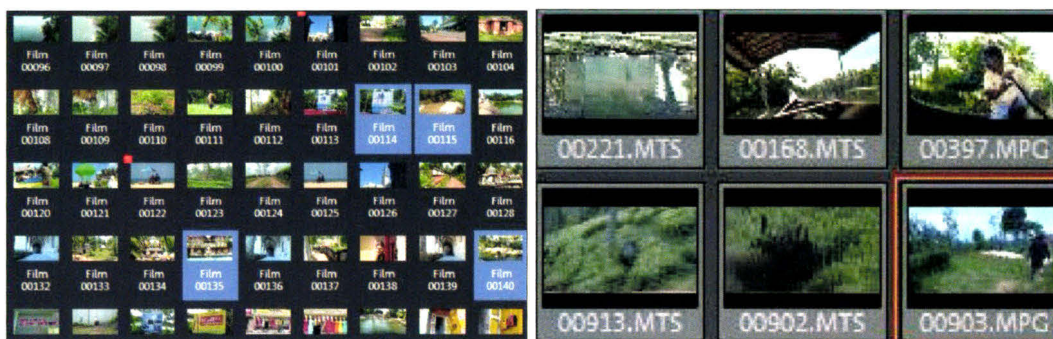 Film Film Film Film Film Film Film Film Film
00096 00097 00098 00099 00100 00101 00102 00103 00104
Film Film Film Film Film Film Film Film Film
00108 00109 00110 00111 00112 00113 00114 00115 00116
Film Film Film Film Film Film Film Film Film
00120 00121 00122 00123 00124 00125 00126 00127 00128
Film Film Film Film Film Film Film Film Film
00132 00133 00134 00135 00136 00137 00138 00139 00140
00221.MTS 00168.MTS 00397.MPG
00913.MTS 00902.MTS 00903.MPG